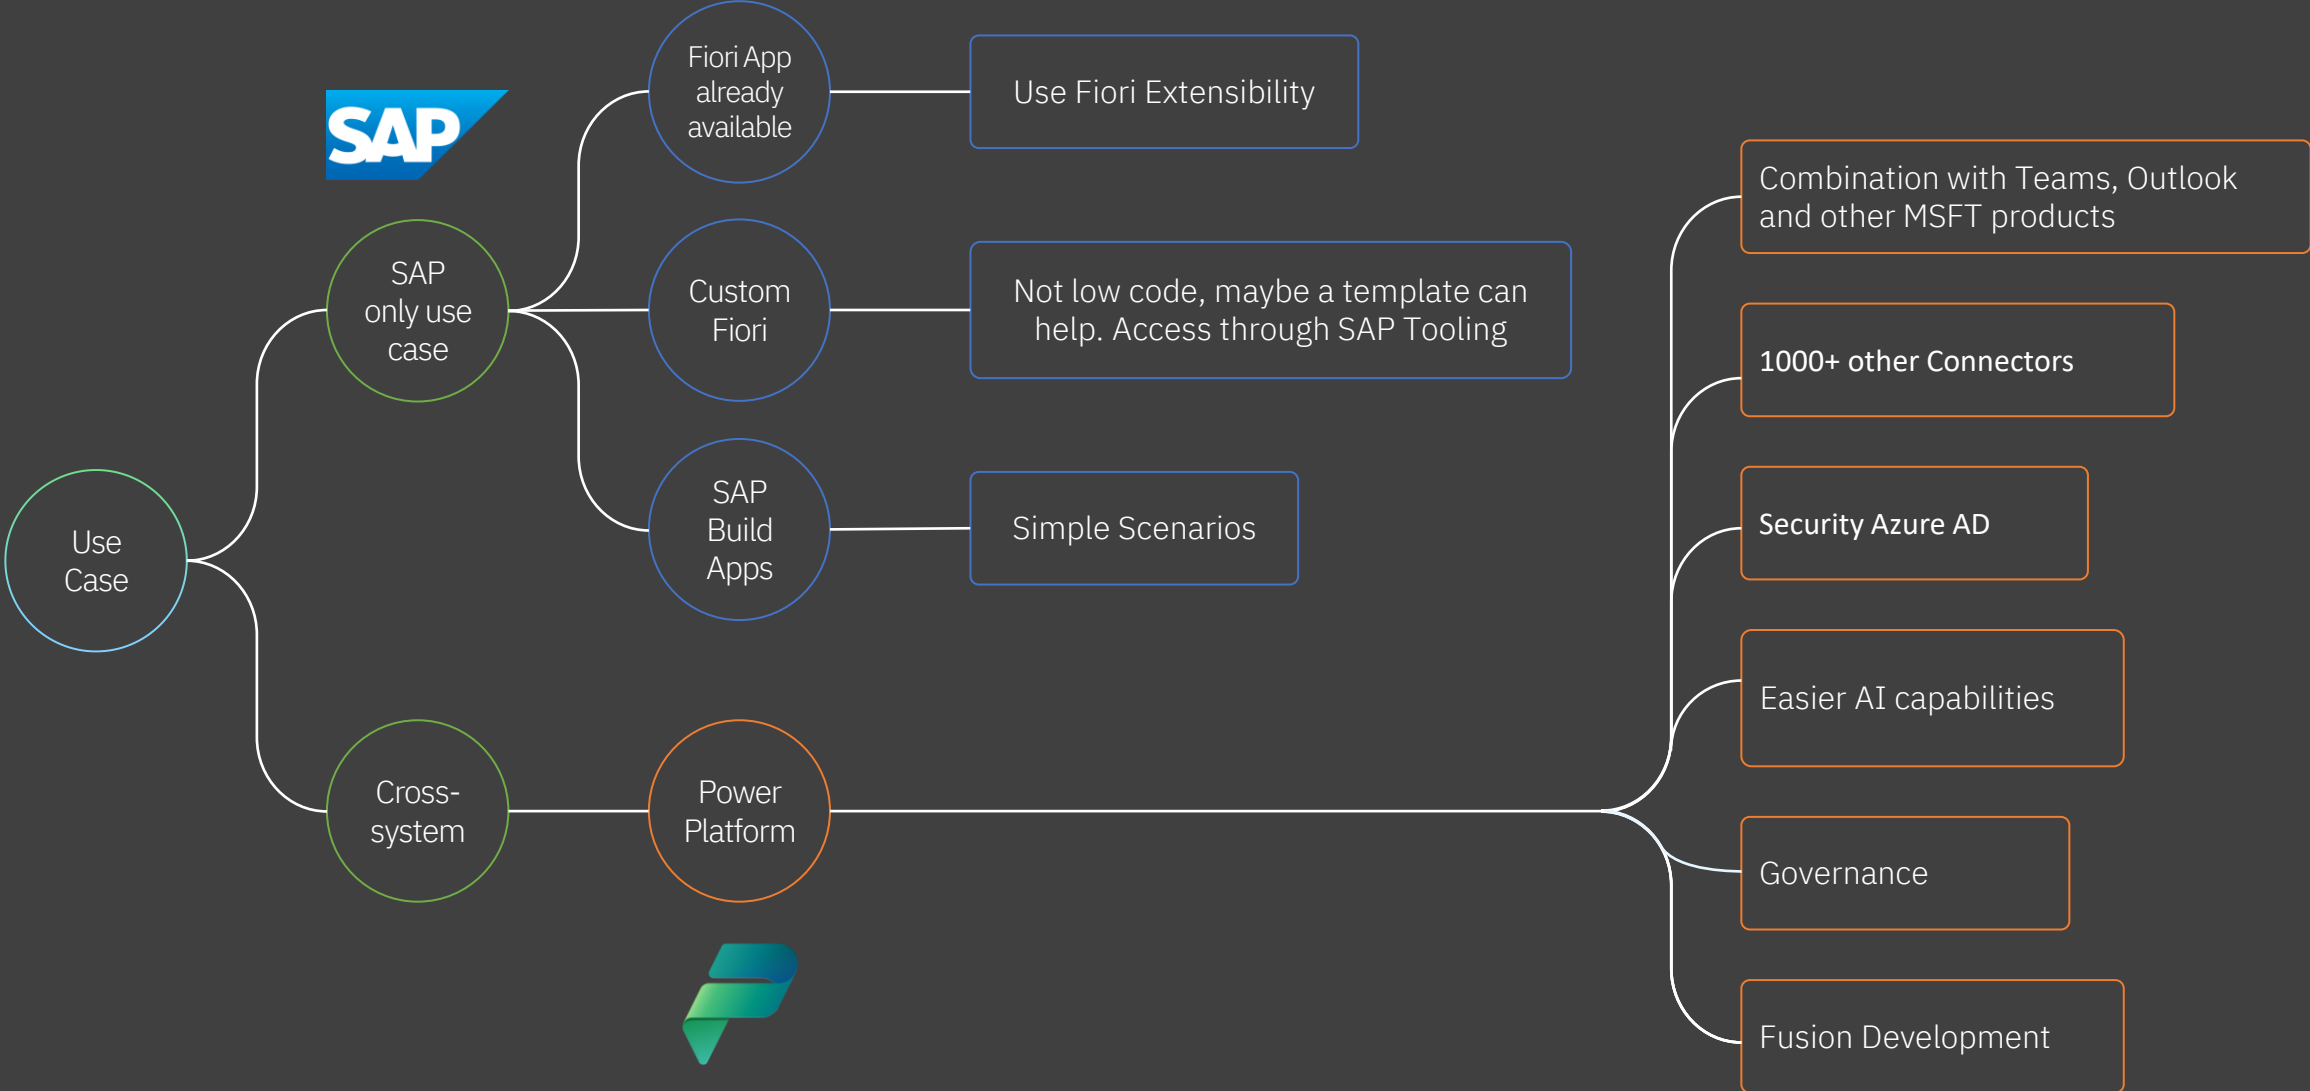 SAP
Fiori App
already
available
Use Fiori Extensibility
SAP
only use
case
Custom
Fiori
Not low code, maybe a template can
help. Access through SAP Tooling
SAP
Build
Apps
Simple Scenarios
Use
Case
Cross-
system
Power
Platform
Combination with Teams, Outlook
and other MSFT products
1000+ other Connectors
Security Azure AD
Easier AI capabilities
Governance
Fusion Development